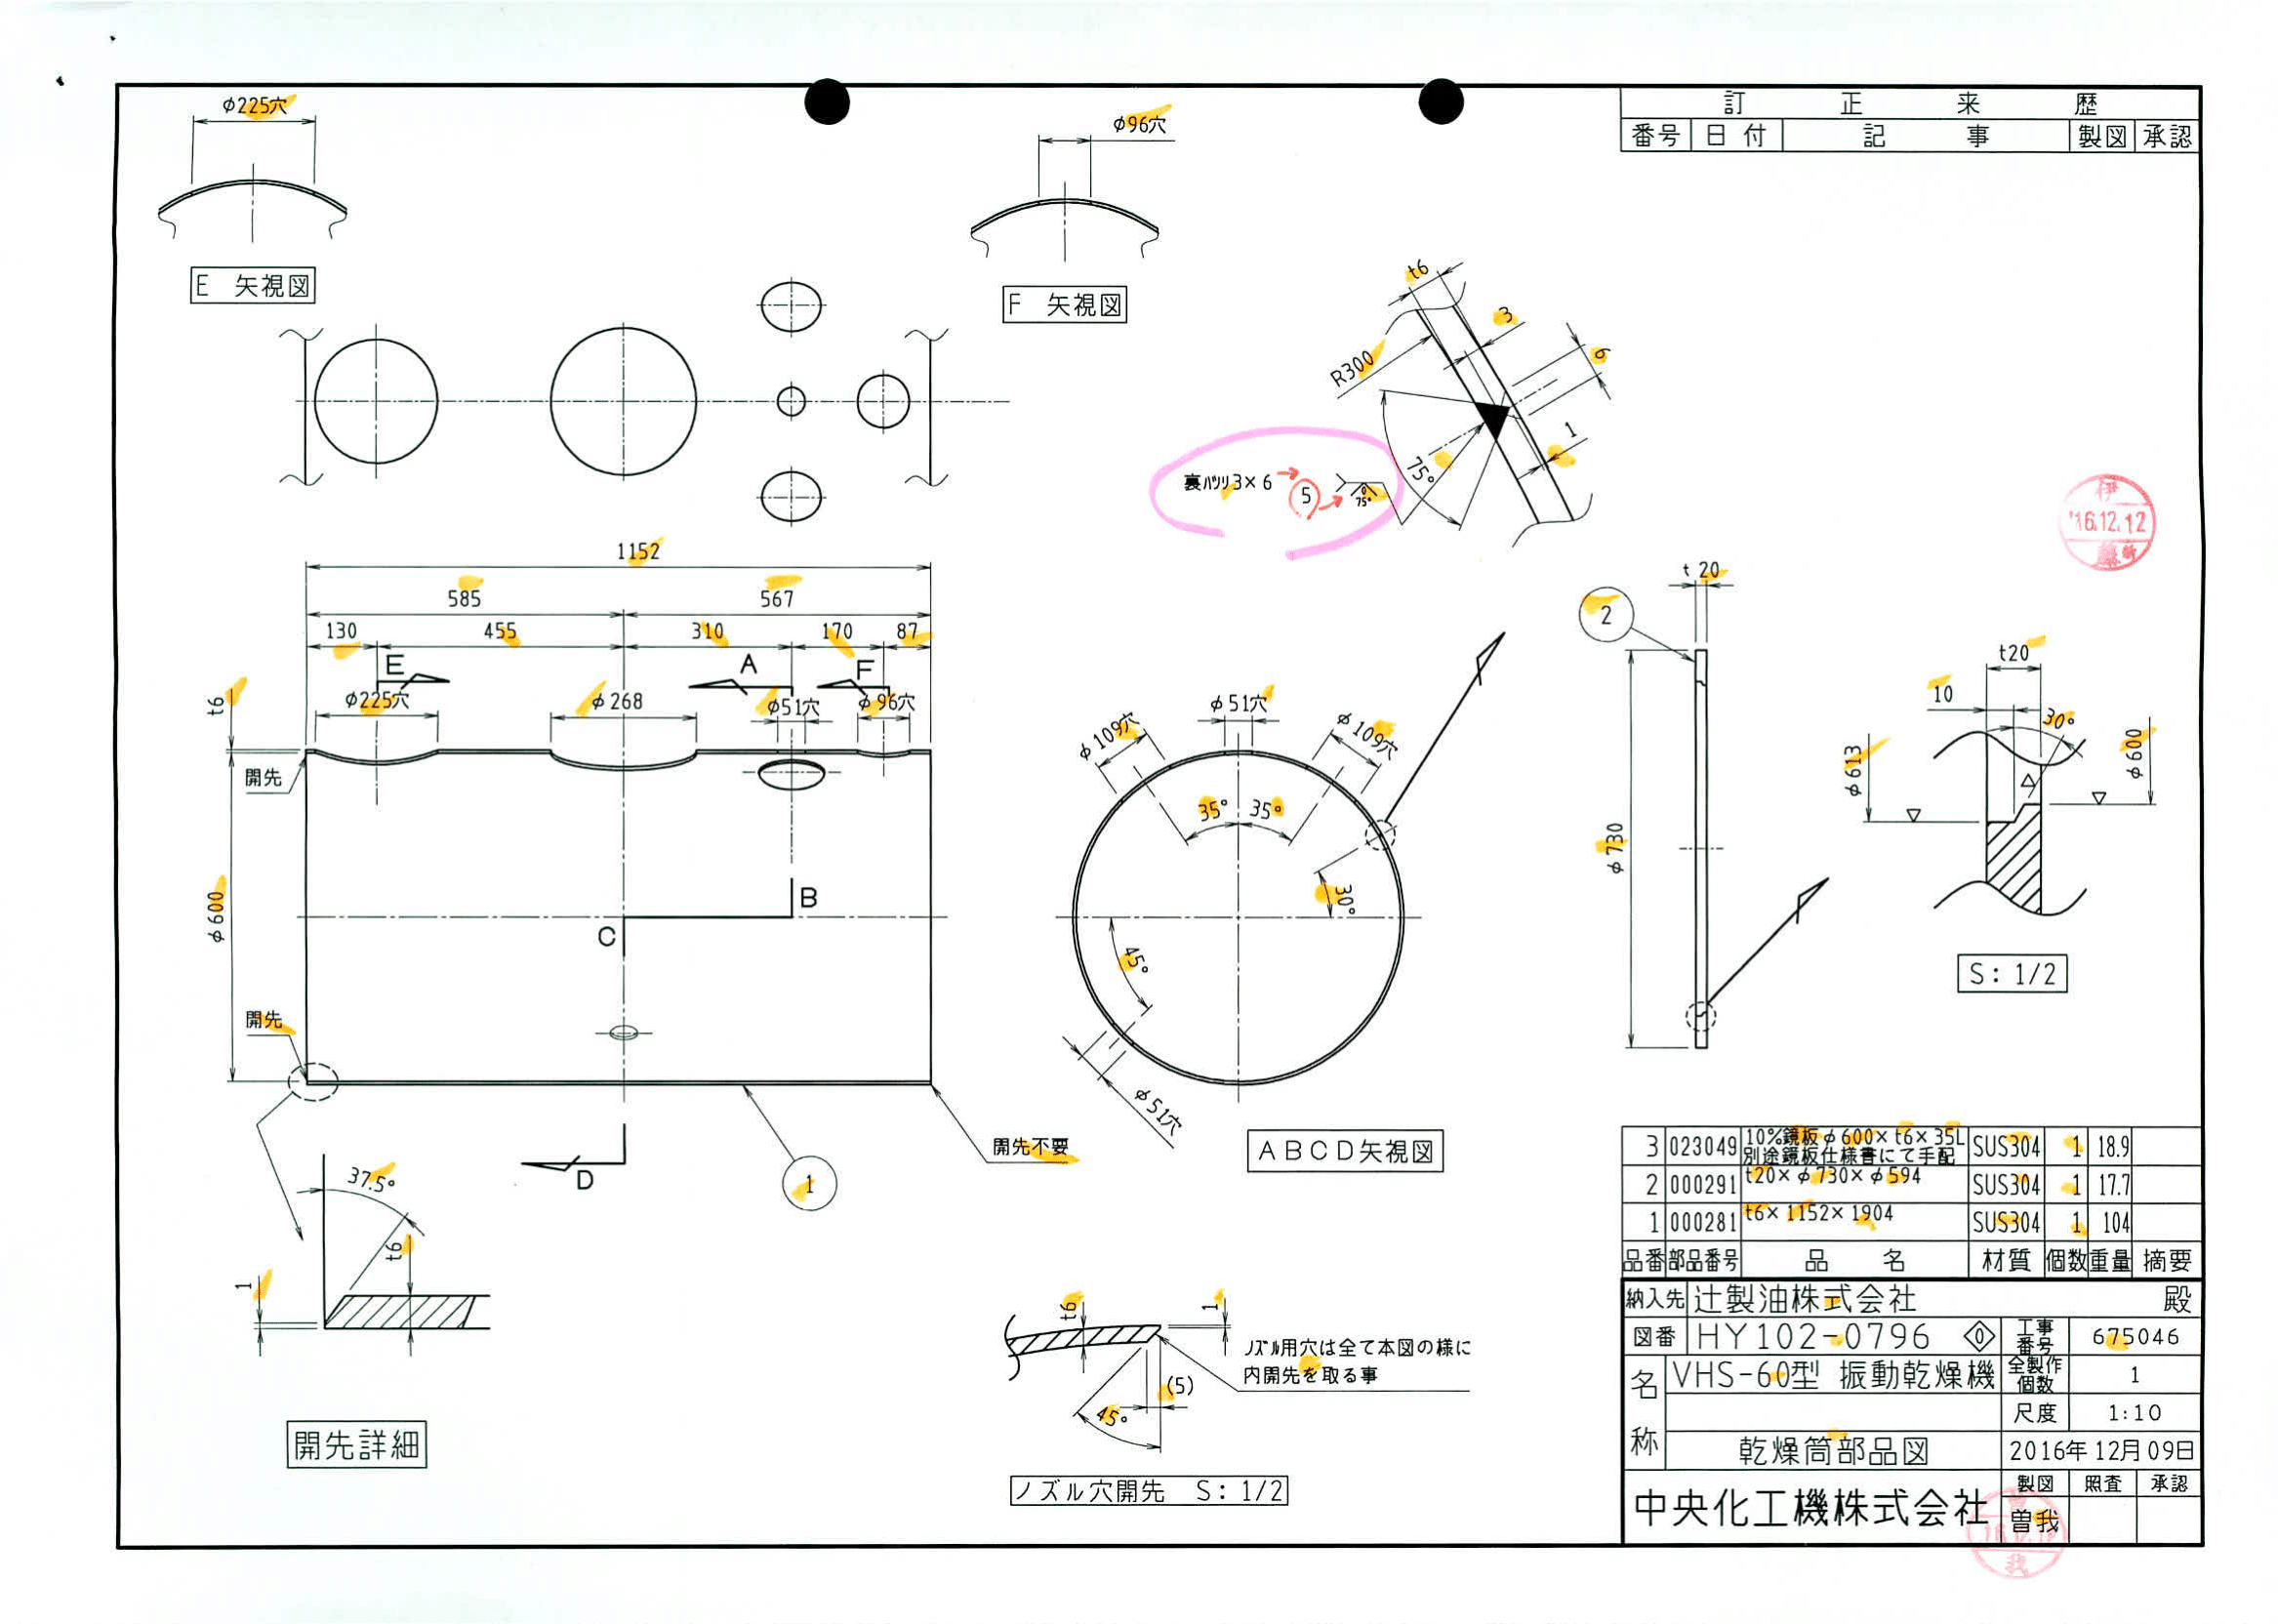 φ225穴
E 矢視図
φ96穴
F 矢視図
訂正来歴
番号 日付 記事 製図 承認
t6
3
6
R300
1
75°
裏ハツリ3×6
5
0
75°
伊
'16.12.12
1152
585 567
130 455 310 170 87
E A F
φ225穴 φ268 φ51穴 φ96穴
t6
開先
φ600
B
C
開先
D
1
開先不要
37.5°
t6
1
開先詳細
φ109穴 φ51穴 φ109穴
35° 35°
30°
45°
φ51穴
ABCD矢視図
t6
1
ノズル用穴は全て本図の様に
内開先を取る事
(5)
45°
ノズル穴開先 S: 1/2
t 20
2
φ730
t20
10
30°
φ613
φ600
S: 1/2
3 023049 10%鏡板φ600×t6×35L SUS304 1 18.9
別途鏡板仕様書にて手配
2 000291 t20×φ730×φ594 SUS304 1 17.7
1 000281 t6×1152×1904 SUS304 1 104
品番 部品番号 品名 材質 個数 重量 摘要
納入先 辻製油株式会社 殿
図番 HY102-0796 0 工事番号 675046
名称 VHS-60型 振動乾燥機 全製作個数 1
尺度 1:10
乾燥筒部品図 2016年12月09日
中央化工機株式会社 製図 照査 承認
曽我